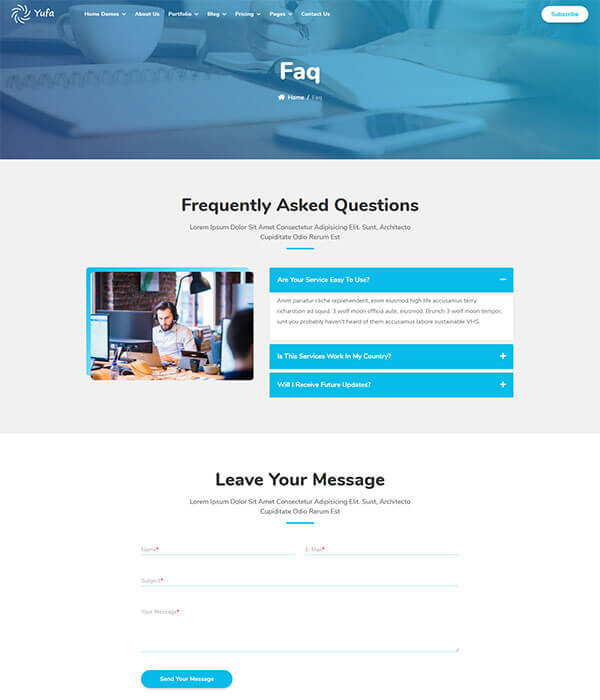 Yufa
Home Demos About Us Portfolio Blog Pricing Pages Contact Us
Subscribe
Faq
Home / Faq
Frequently Asked Questions
Lorem Ipsum Dolor Sit Amet Consectetur Adipisicing Elit. Sunt, Architecto
Cupiditate Odio Rerum Est
Are Your Service Easy To Use?
Anim pariatur cliche reprehenderit, enim eiusmod high life accusamus terry
richardson ad squid. 3 wolf moon officia aute, eiusmod. Brunch 3 wolf moon tempor,
sunt you probably haven't heard of them accusamus labore sustainable VHS.
Is This Services Work In My Country?
Will I Receive Future Updates?
Leave Your Message
Lorem Ipsum Dolor Sit Amet Consectetur Adipisicing Elit. Sunt, Architecto
Cupiditate Odio Rerum Est
Name* E-Mail*
Subject*
Your Message*
Send Your Message